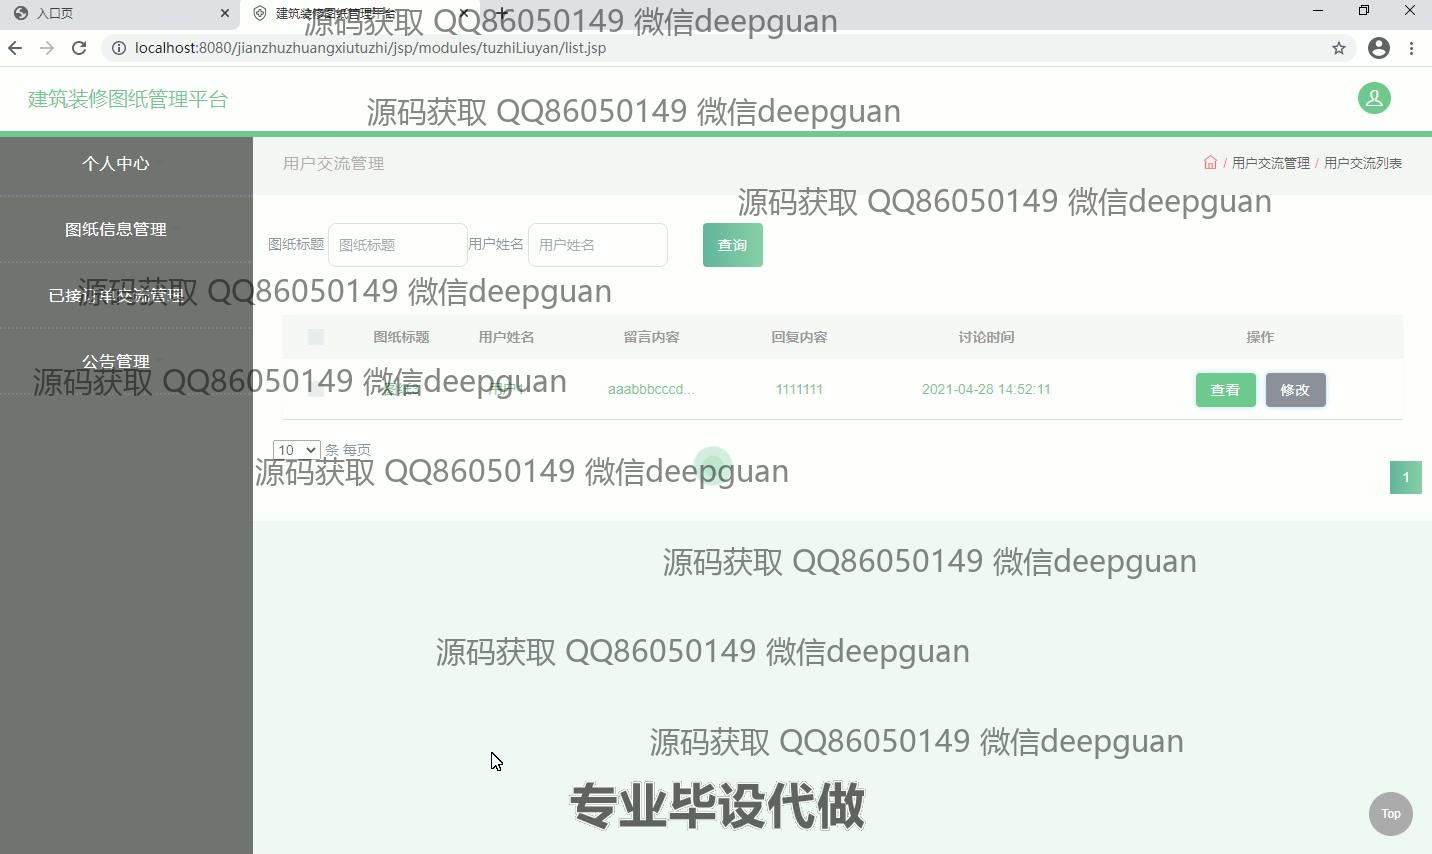 入口页
建筑装修图纸管理平台
源码获取 QQ86050149 微信deepguan
localhost:8080/jianzhuzhuangxiutuzhi/jsp/modules/tuzhiLiuyan/list.jsp
建筑装修图纸管理平台
源码获取 QQ86050149 微信deepguan
个人中心
用户交流管理
/ 用户交流管理 / 用户交流列表
源码获取 QQ86050149 微信deepguan
图纸信息管理
图纸标题 图纸标题 用户姓名 用户姓名 查询
已接订单交流管理
源码获取 QQ86050149 微信deepguan
图纸标题 用户姓名 留言内容 回复内容 讨论时间 操作
公告管理
源码获取 QQ86050149 微信deepguan
用户1 aaabbbcccd... 1111111 2021-04-28 14:52:11 查看 修改
10 条 每页
源码获取 QQ86050149 微信deepguan
1
源码获取 QQ86050149 微信deepguan
源码获取 QQ86050149 微信deepguan
源码获取 QQ86050149 微信deepguan
专业毕设代做
Top